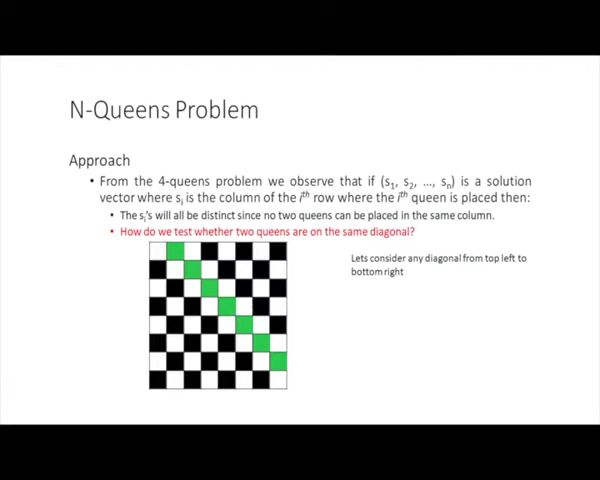 N-Queens Problem
Approach
• From the 4-queens problem we observe that if (s1, s2, ..., sn) is a solution
vector where si is the column of the ith row where the ith queen is placed then:
• The si's will all be distinct since no two queens can be placed in the same column.
• How do we test whether two queens are on the same diagonal?
Lets consider any diagonal from top left to
bottom right